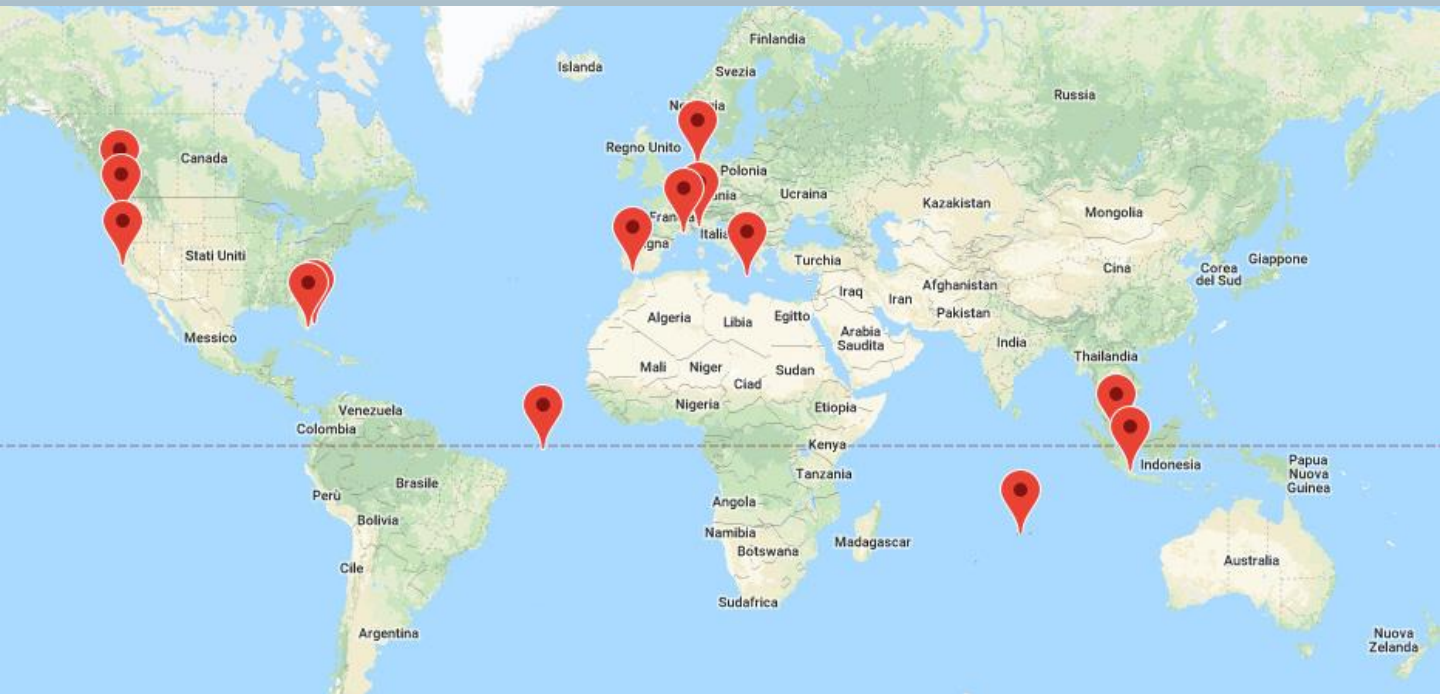 Finlandia
Islanda
Svezia
Russia
Regno Unito
Canada
Polonia
Ucraina
Kazakistan
Mongolia
Italia
Stati Uniti
Turchia
Giappone
Cina
Corea
del Sud
Afghanistan
Iraq
Iran
Pakistan
Algeria
Libia
Egitto
Arabia
Saudita
Messico
India
Thailandia
Mali
Niger
Sudan
Ciad
Nigeria
Etiopia
Venezuela
Colombia
Kenya
Indonesia
Papua
Nuova
Guinea
Tanzania
Brasile
Perù
Angola
Bolivia
Namibia
Botswana
Madagascar
Australia
Cile
Sudafrica
Argentina
Nuova
Zelanda